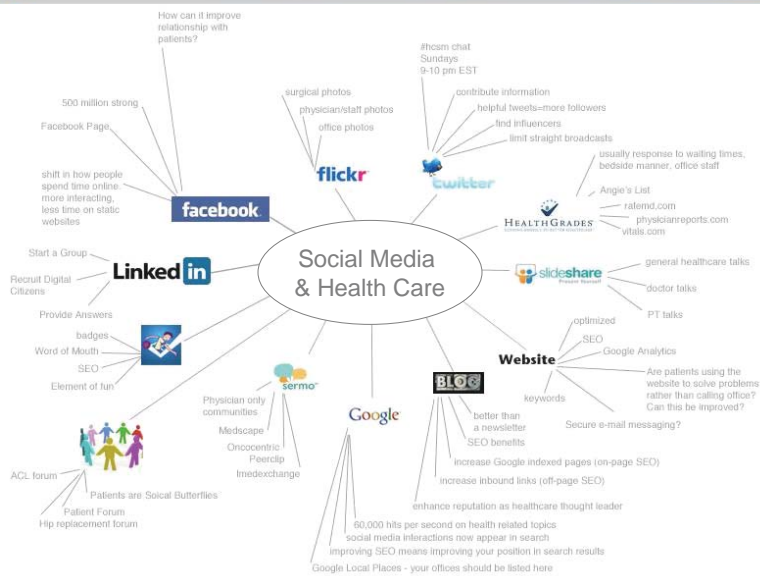 How can it improve
relationship with
patients?
500 million strong
Facebook Page
shift in how people
spend time online.
more interacting,
less time on static
websites
facebook
surgical photos
physician/staff photos
office photos
flickr
#hcsm chat
Sundays
9-10 pm EST
contribute information
helpful tweets=more followers
find influencers
limit straight broadcasts
twitter
usually response to waiting times,
bedside manner, office staff
Angie's List
ratemd,com
physicianreports.com
vitals.com
HEALTHGRADES
Social Media
& Health Care
Start a Group
Recruit Digital
Citizens
Provide Answers
Linked in
slideshare
Present Yourself
general healthcare talks
doctor talks
PT talks
badges
Word of Mouth
SEO
Element of fun
sermo
Physician only
communities
Medscape
Oncocentric
Peerclip
Imedexchange
Google
BLOG
better than
a newsletter
SEO benefits
increase Google indexed pages (on-page SEO)
increase inbound links (off-page SEO)
enhance reputation as healthcare thought leader
Website
optimized
SEO
Google Analytics
Are patients using the
website to solve problems
rather than calling office?
Can this be improved?
keywords
Secure e-mail messaging?
ACL forum
Patients are Soical Butterflies
Patient Forum
Hip replacement forum
60,000 hits per second on health related topics
social media interactions now appear in search
improving SEO means improving your position in search results
Google Local Places - your offices should be listed here